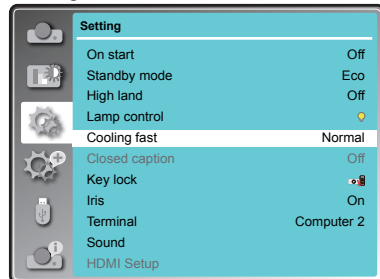 Setting
On start Off
Standby mode Eco
High land Off
Lamp control
Cooling fast Normal
Closed caption Off
Key lock
Iris On
Terminal Computer 2
Sound
HDMI Setup